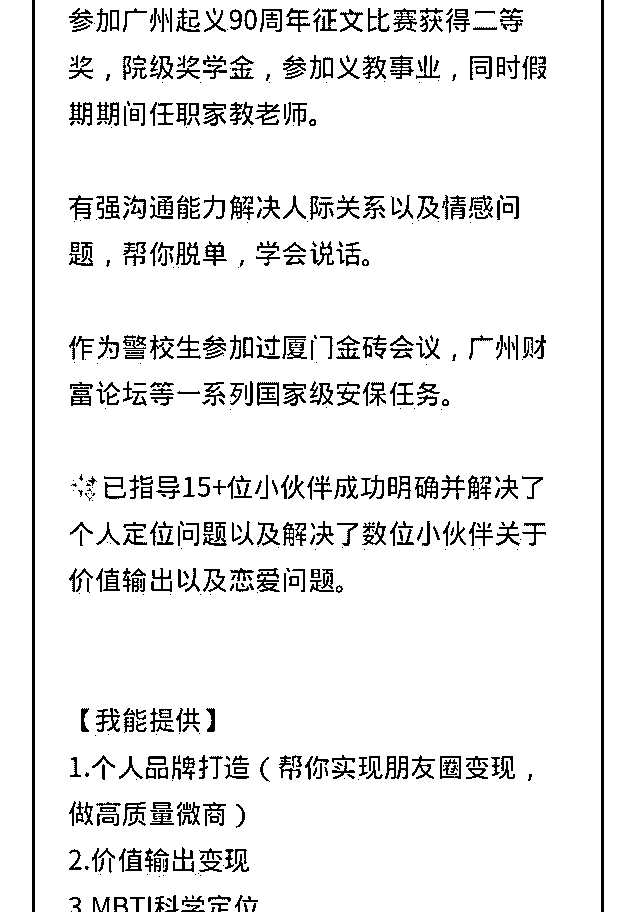 参加广州起义90周年征文比赛获得二等
奖，院级奖学金，参加义教事业，同时假
期期间任职家教老师。
有强沟通能力解决人际关系以及情感问
题，帮你脱单，学会说话。
作为警校生参加过厦门金砖会议，广州财
富论坛等一系列国家级安保任务。
已指导15+位小伙伴成功明确并解决了
个人定位问题以及解决了数位小伙伴关于
价值输出以及恋爱问题。
【我能提供】
1.个人品牌打造（帮你实现朋友圈变现，
做高质量微商）
2.价值输出变现
3.MBTI科学定位